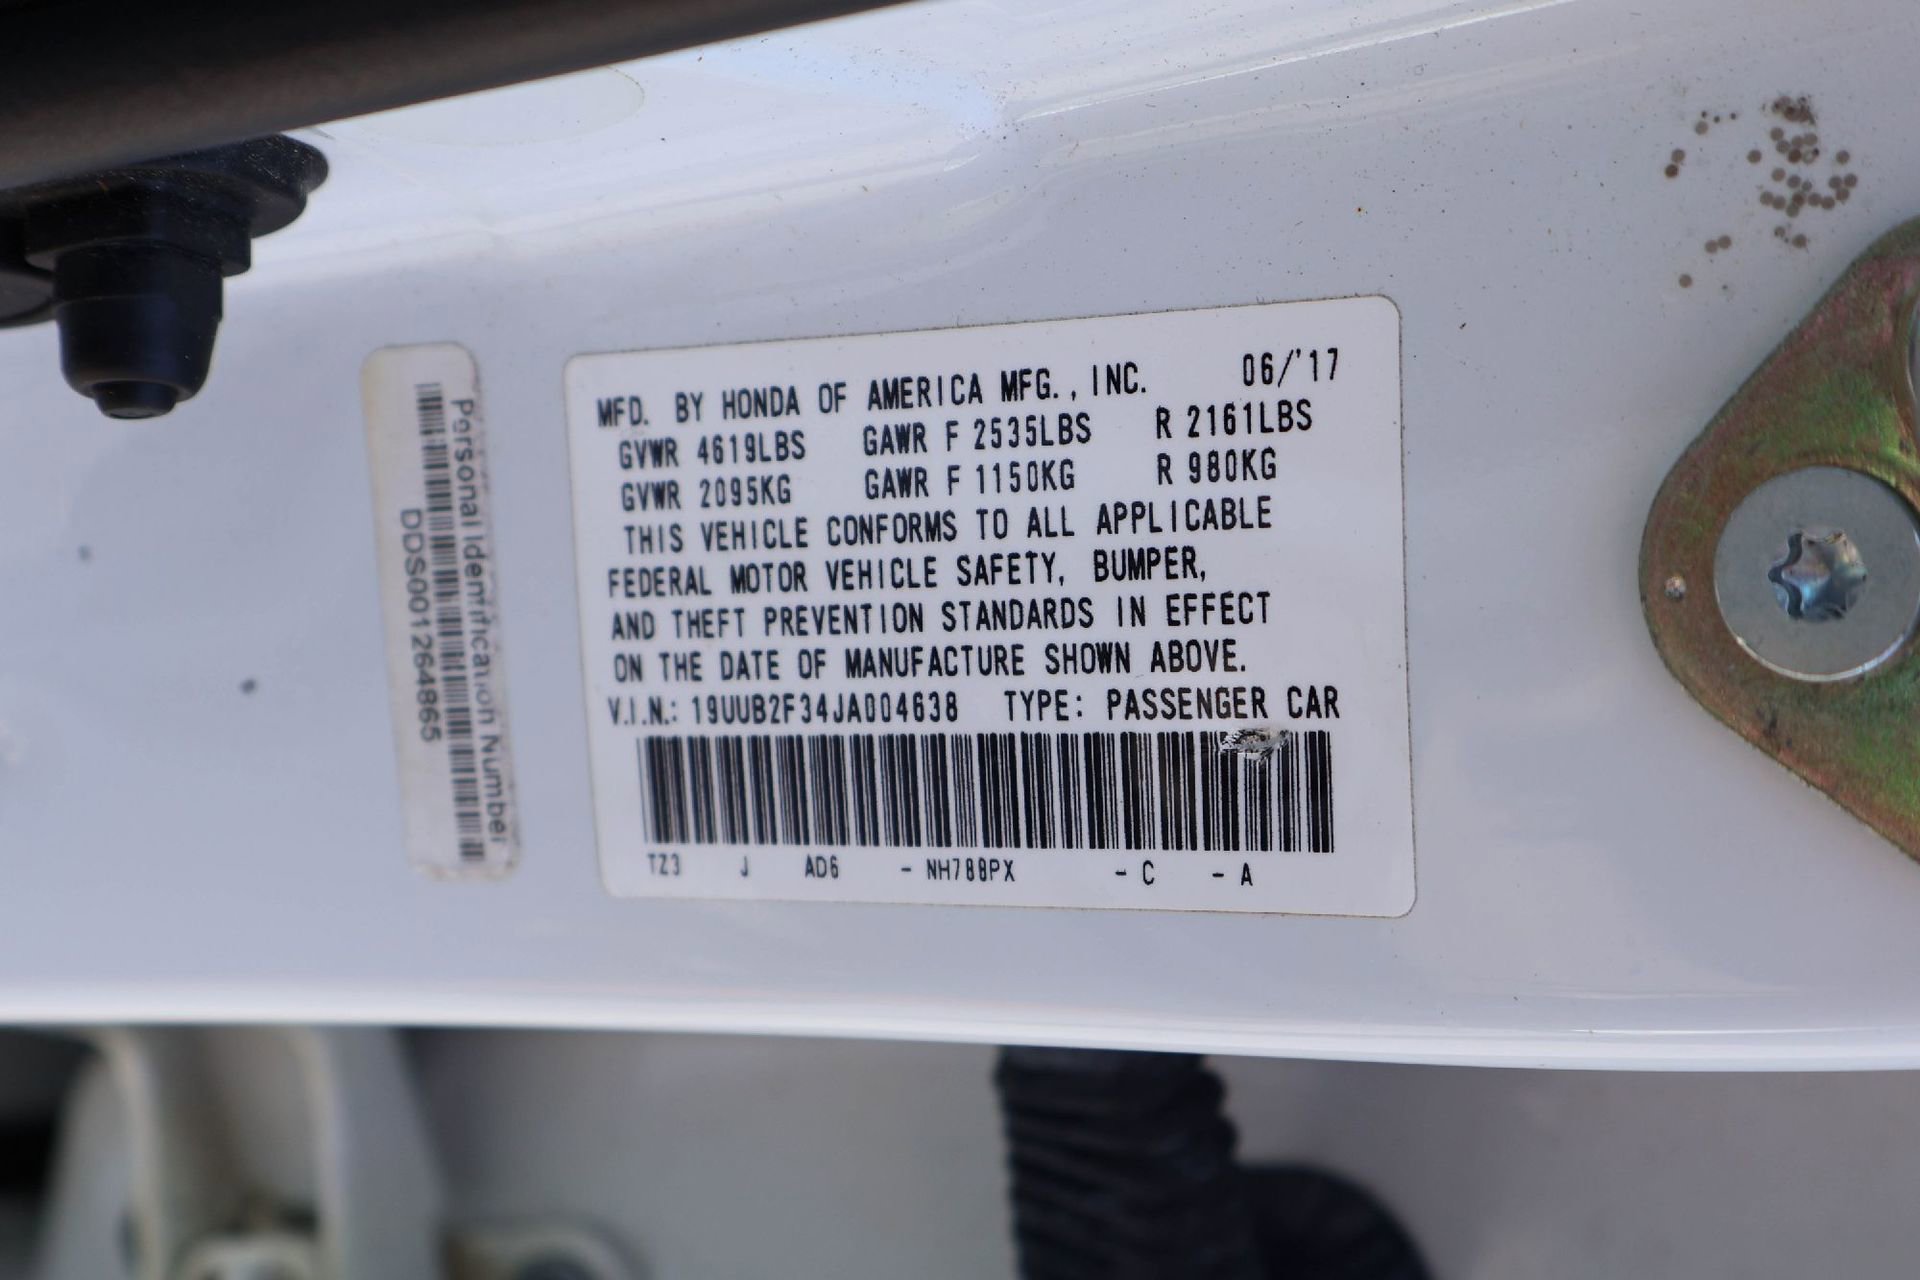 Personal Identification Number
DDS001264865
MFD. BY HONDA OF AMERICA MFG., INC. 06/'17
GVWR 4619LBS GAWR F 2535LBS R 2161LBS
GVWR 2095KG GAWR F 1150KG R 980KG
THIS VEHICLE CONFORMS TO ALL APPLICABLE
FEDERAL MOTOR VEHICLE SAFETY, BUMPER,
AND THEFT PREVENTION STANDARDS IN EFFECT
ON THE DATE OF MANUFACTURE SHOWN ABOVE.
V.I.N.: 19UUB2F34JA004638 TYPE: PASSENGER CAR
TZ3 J AD6 - NH788PX - C - A